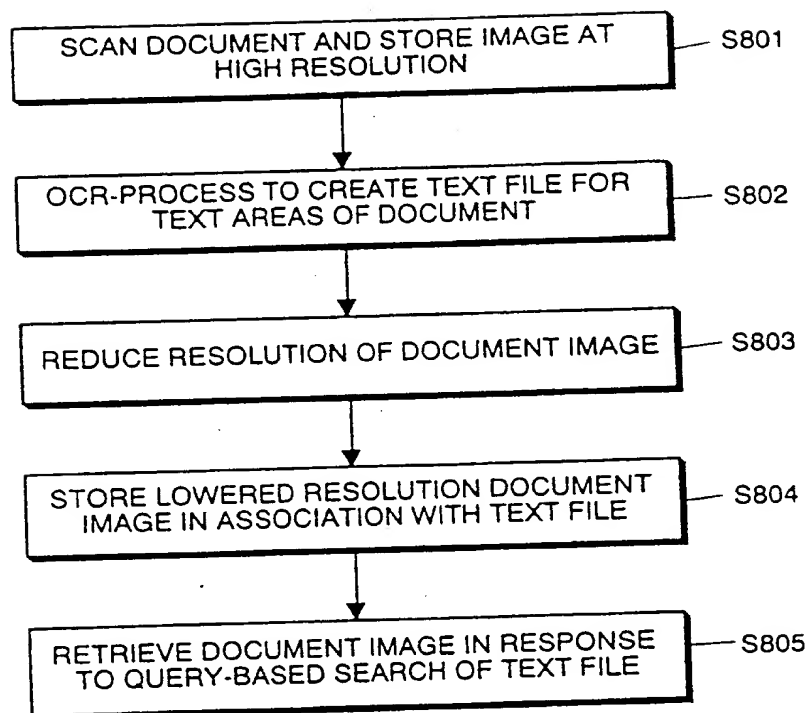 SCAN DOCUMENT AND STORE IMAGE AT
HIGH RESOLUTION
S801
OCR-PROCESS TO CREATE TEXT FILE FOR
TEXT AREAS OF DOCUMENT
S802
REDUCE RESOLUTION OF DOCUMENT IMAGE
S803
STORE LOWERED RESOLUTION DOCUMENT
IMAGE IN ASSOCIATION WITH TEXT FILE
S804
RETRIEVE DOCUMENT IMAGE IN RESPONSE
TO QUERY-BASED SEARCH OF TEXT FILE
S805